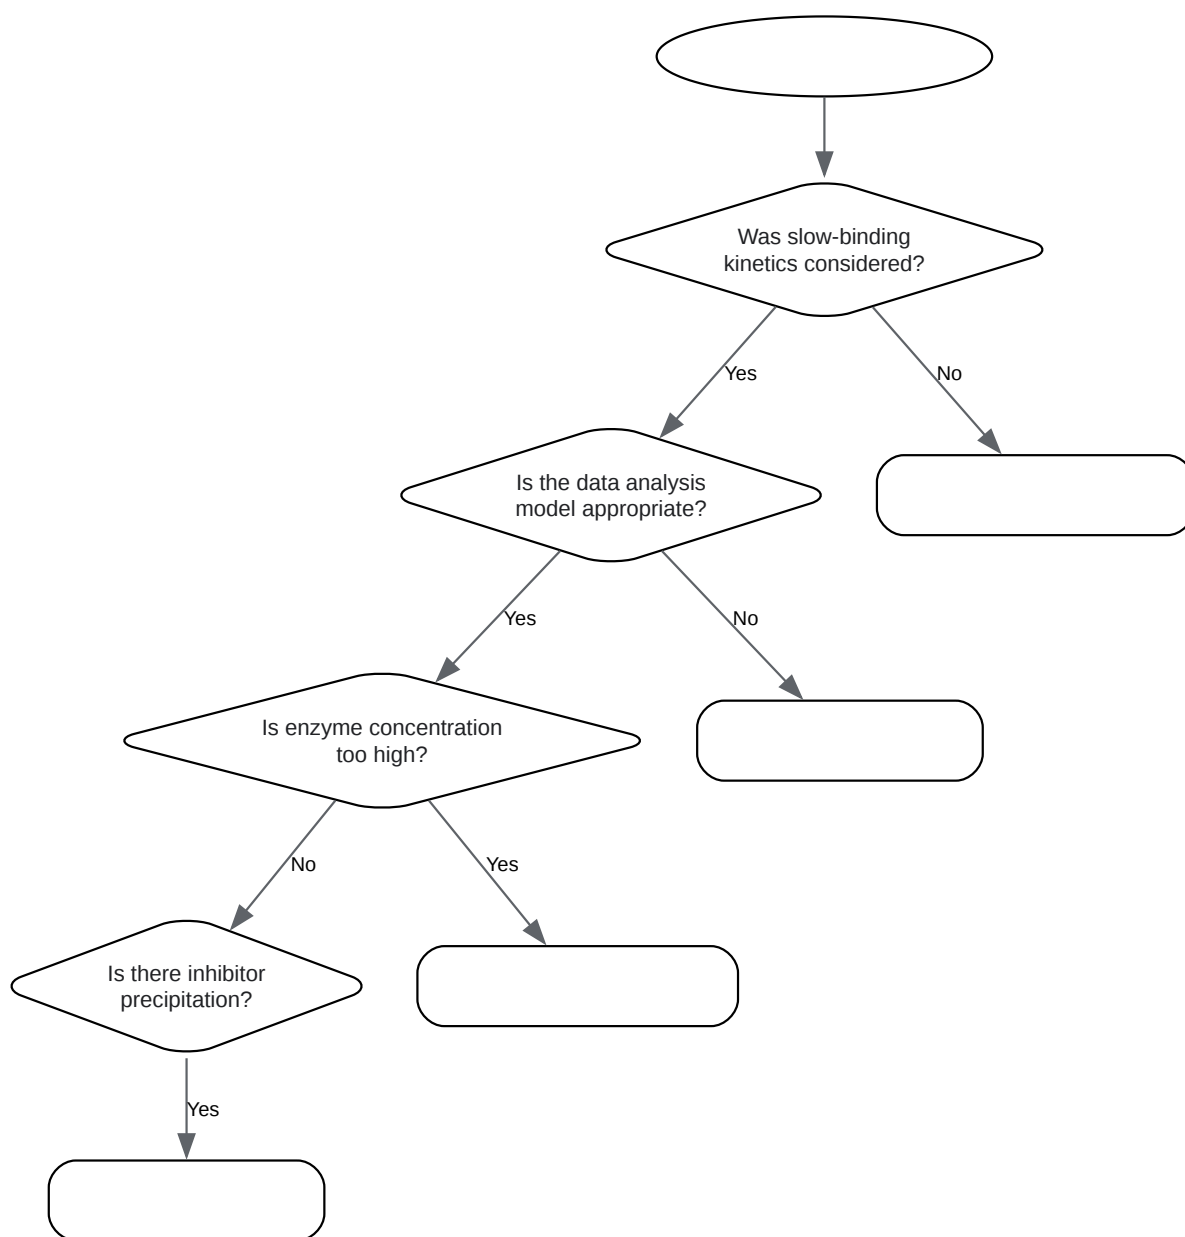 Was slow-binding
kinetics considered?
Yes
No
Is the data analysis
model appropriate?
Yes
No
Is enzyme concentration
too high?
No
Yes
Is there inhibitor
precipitation?
Yes